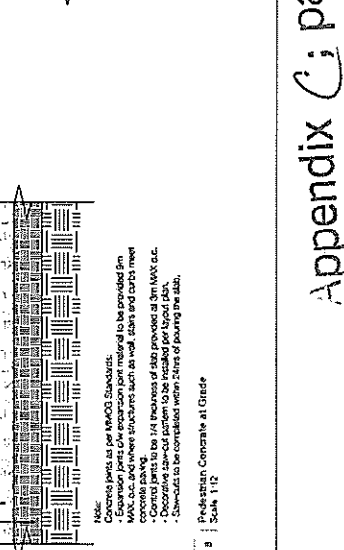 Note:
Concrete joints as per MMCG Standards:
- Expansion joints c/w expansion joint material to be provided 9m
MAX. o.c. and where structures such as wall, stairs and curbs meet
concrete paving.
- Control joints to be 1/4 thickness of slab provided at 3m MAX o.c.
- Decorative saw-cut pattern to be installed per layout plan.
- Saw-cuts to be completed within 24hrs of pouring the slab.
B Pedestrian Concrete at Grade
Scale 1:12
Appendix C;